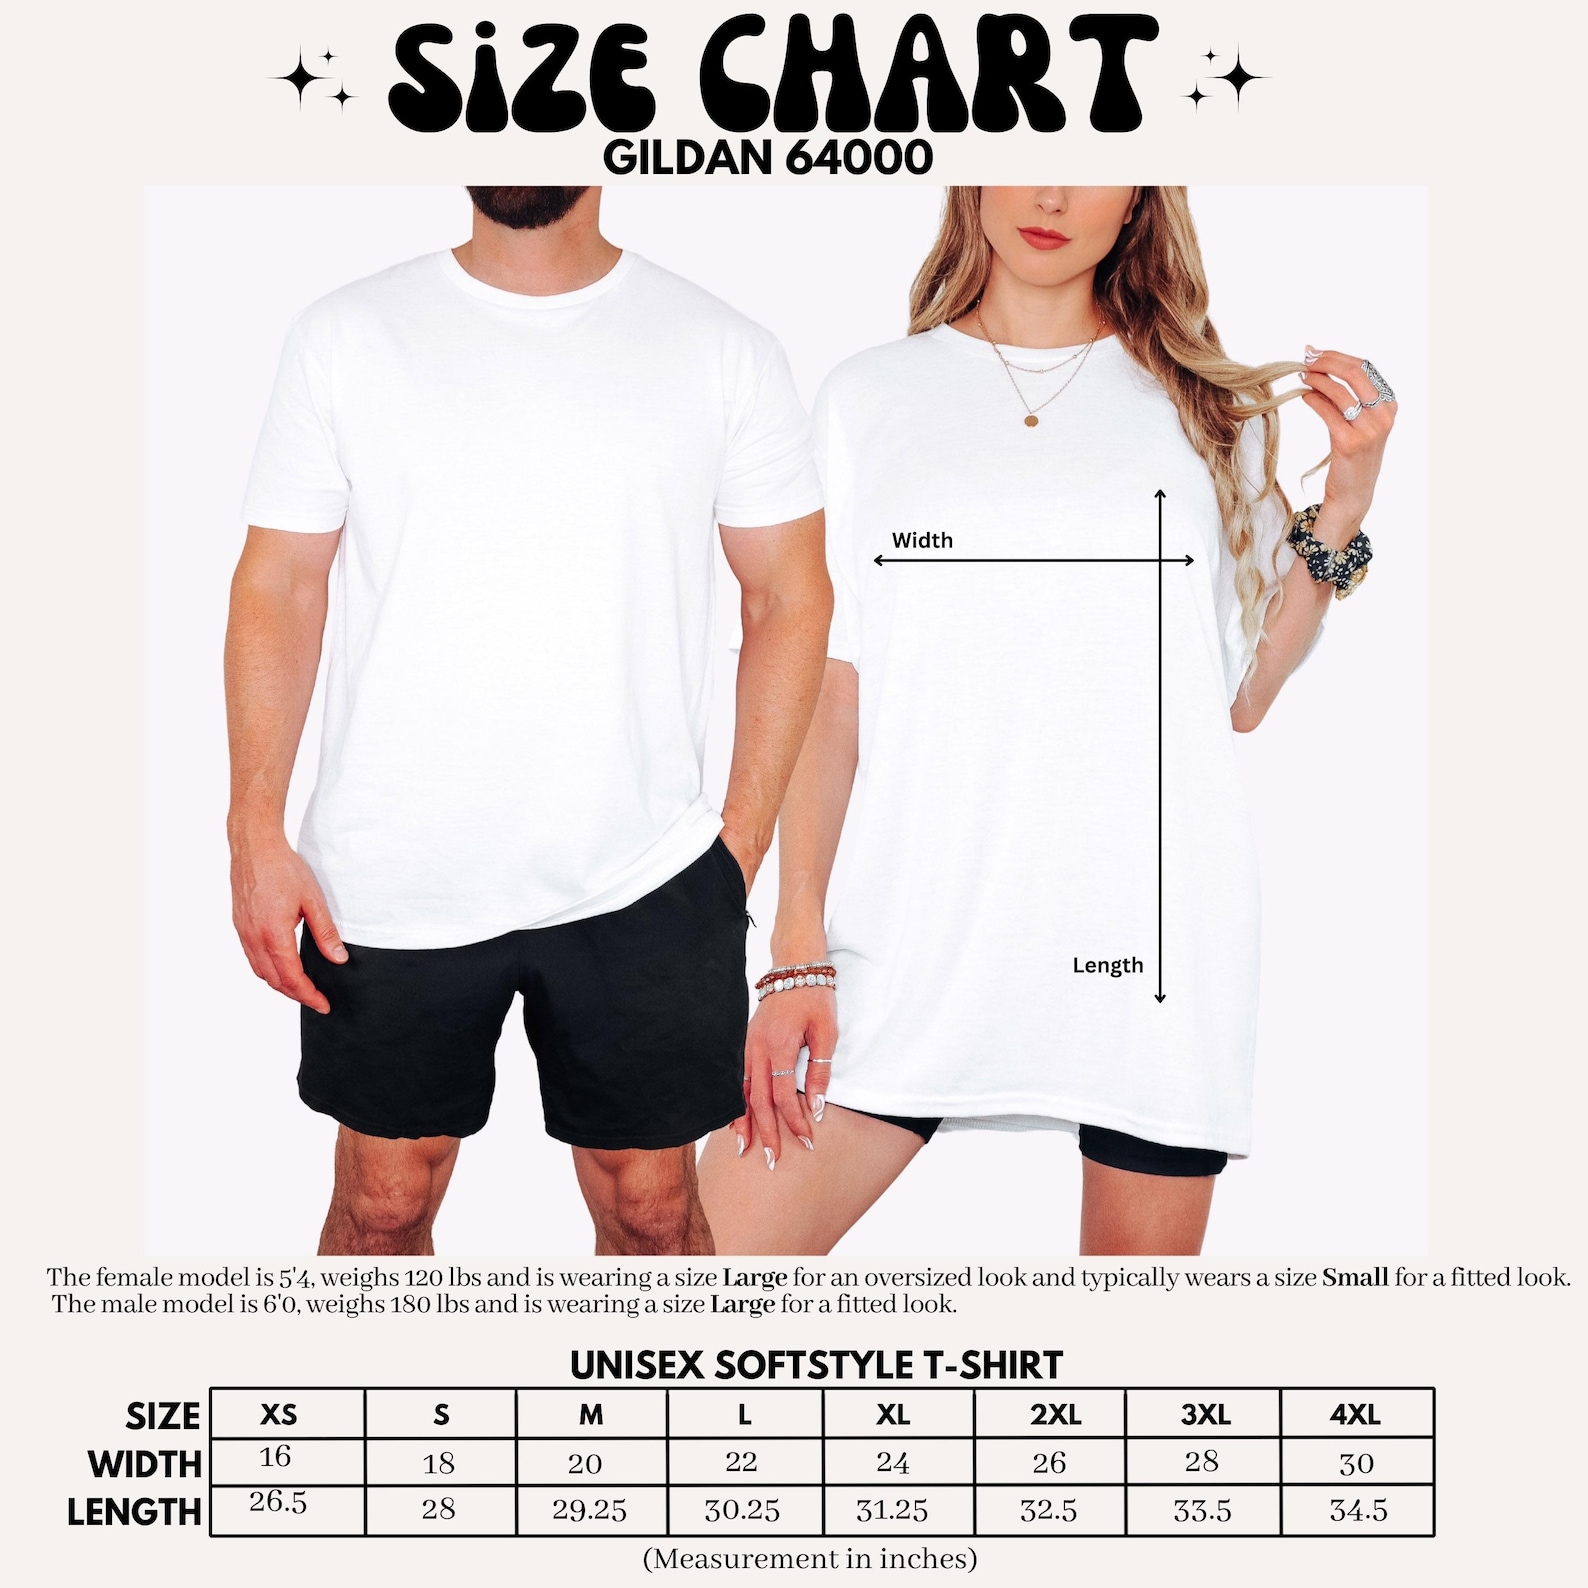 SiZE CHART
GILDAN 64000
Width
Length
The female model is 5'4, weighs 120 lbs and is wearing a size Large for an oversized look and typically wears a size Small for a fitted look.
The male model is 6'0, weighs 180 lbs and is wearing a size Large for a fitted look.
UNISEX SOFTSTYLE T-SHIRT
SIZE XS S M L XL 2XL 3XL 4XL
WIDTH 16 18 20 22 24 26 28 30
LENGTH 26.5 28 29.25 30.25 31.25 32.5 33.5 34.5
(Measurement in inches)